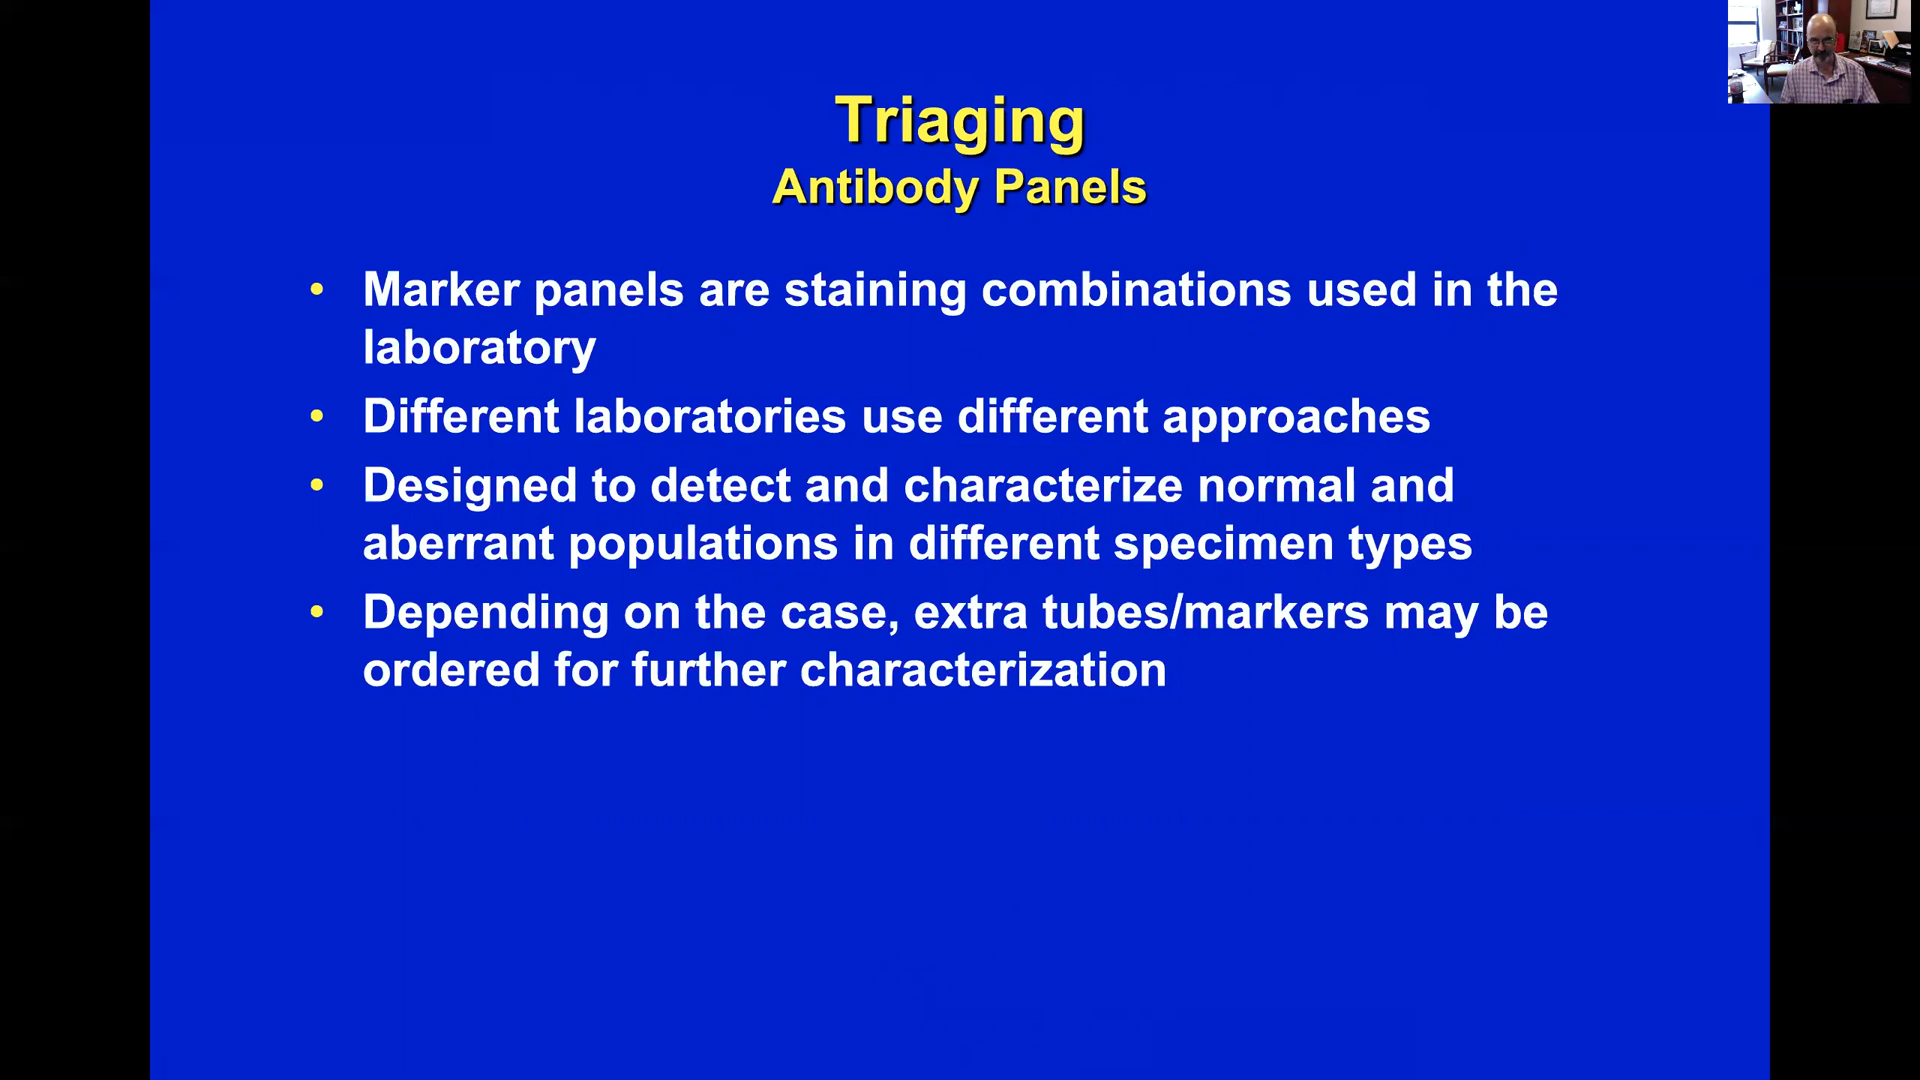 Triaging
Antibody Panels
• Marker panels are staining combinations used in the
laboratory
• Different laboratories use different approaches
• Designed to detect and characterize normal and
aberrant populations in different specimen types
• Depending on the case, extra tubes/markers may be
ordered for further characterization